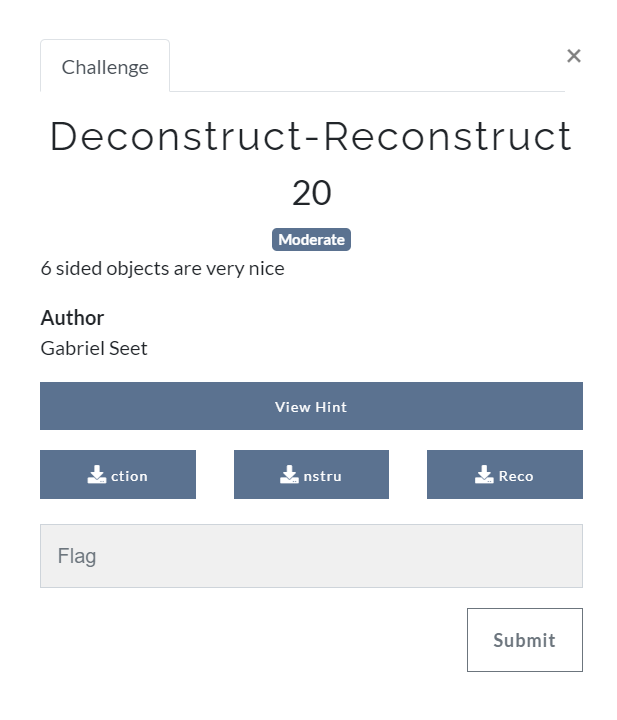 Challenge
×
Deconstruct-Reconstruct
20
Moderate
6 sided objects are very nice
Author
Gabriel Seet
View Hint
ction nstru Reco
Flag
Submit